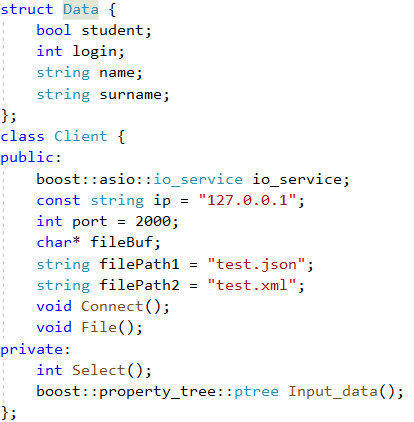 struct Data {
    bool student;
    int login;
    string name;
    string surname;
};
class Client {
public:
    boost::asio::io_service io_service;
    const string ip = "127.0.0.1";
    int port = 2000;
    char* fileBuf;
    string filePath1 = "test.json";
    string filePath2 = "test.xml";
    void Connect();
    void File();
private:
    int Select();
    boost::property_tree::ptree Input_data();
};